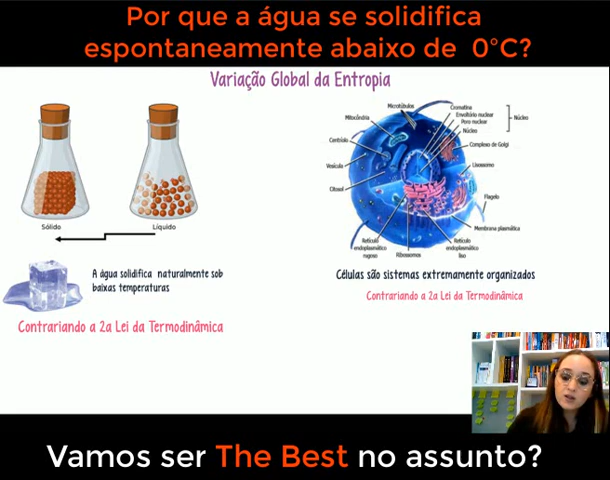 Por que a água se solidifica
espontaneamente abaixo de 0°C?
Variação Global da Entropia
Sólido
Líquido
A água solidifica naturalmente sob
baixas temperaturas
Contrariando a 2a Lei da Termodinâmica
Microtúbulos
Mitocôndria
Centríolo
Vesícula
Citosol
Cromatina
Envoltório nuclear
Poro nuclear
Núcleo
Núcleo
Complexo de Golgi
Lisossomo
Flagelo
Membrana plasmática
Retículo
endoplasmático
rugoso
Ribossomos
Retículo
endoplasmático
liso
Células são sistemas extremamente organizados
Contrariando a 2a Lei da Termodinâmica
Vamos ser The Best no assunto?